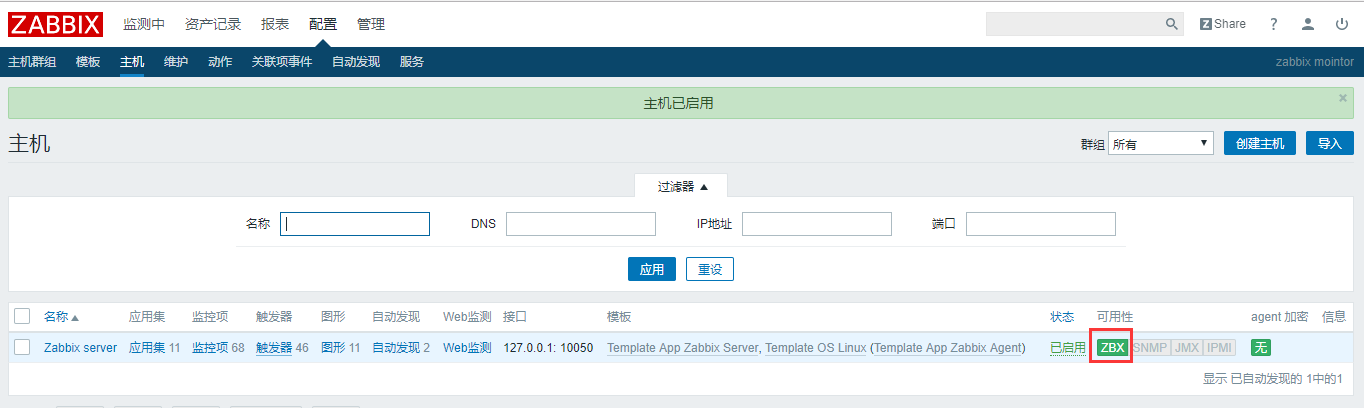 ZABBIX 监测中 资产记录 报表 配置 管理 Z Share ?
主机群组 模板 主机 维护 动作 关联项事件 自动发现 服务 zabbix mointor
主机已启用 ×
主机 群组 所有 创建主机 导入
过滤器
名称 DNS IP地址 端口
应用 重设
名称 应用集 监控项 触发器 图形 自动发现 Web监测 接口 模板 状态 可用性 agent 加密 信息
Zabbix server 应用集 11 监控项 68 触发器 46 图形 11 自动发现 2 Web监测 127.0.0.1: 10050 Template App Zabbix Server, Template OS Linux (Template App Zabbix Agent) 已启用 ZBX SNMP JMX IPMI 无
显示 已自动发现的 1中的1